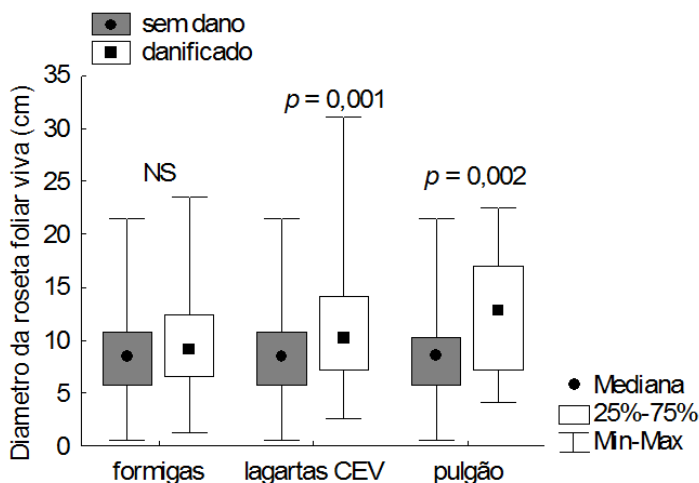 sem dano
danificado
Diametro da roseta foliar viva (cm)
35
30
25
20
15
10
5
0
NS
p = 0,001
p = 0,002
formigas
lagartas CEV
pulgão
Mediana
25%-75%
Min-Max